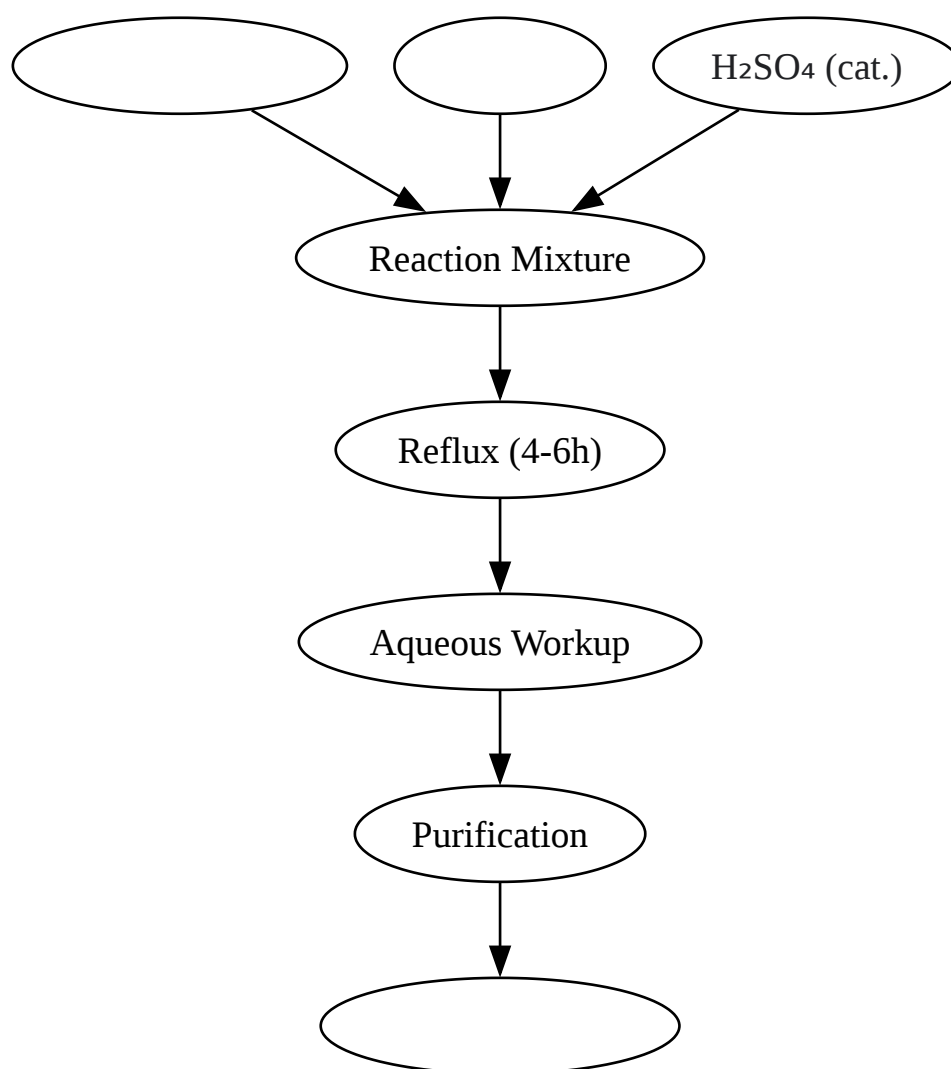 H₂SO₄ (cat.)
Reaction Mixture
Reflux (4-6h)
Aqueous Workup
Purification